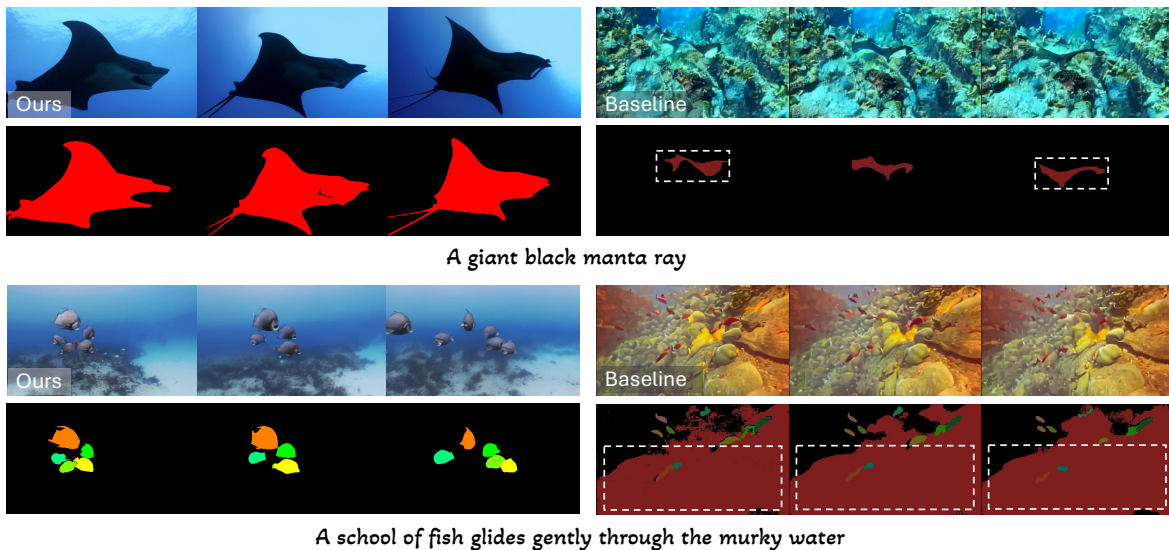 Ours
Baseline
A giant black manta ray
Ours
Baseline
A school of fish glides gently through the murky water